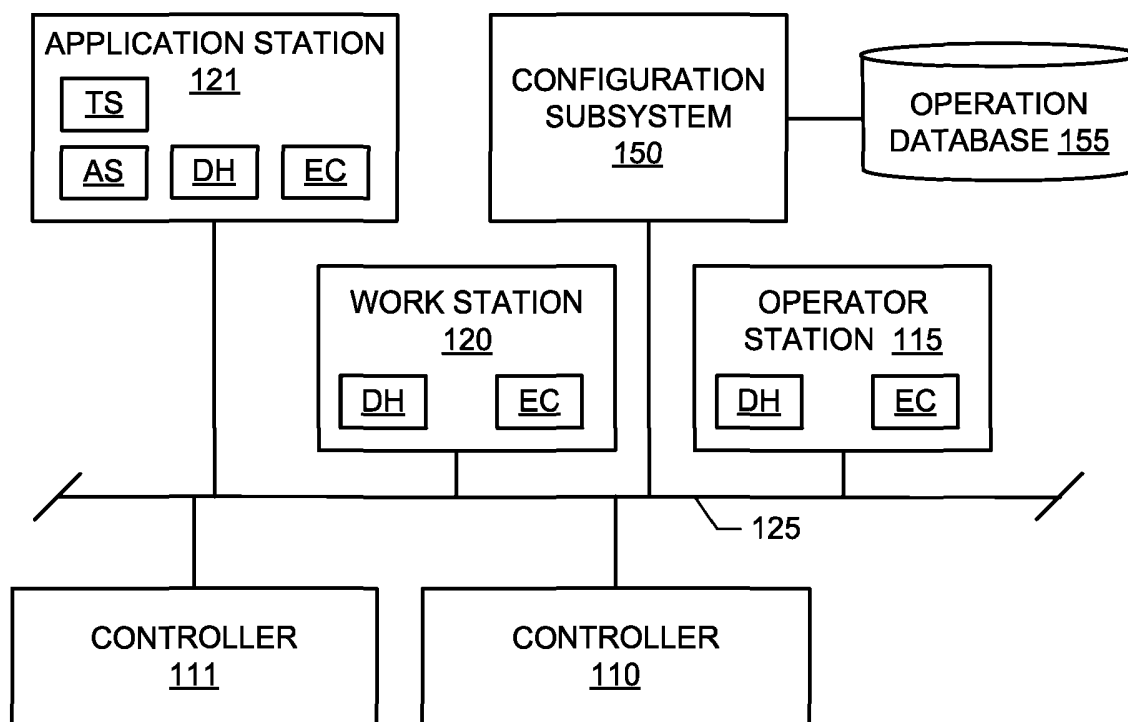 APPLICATION STATION
121
TS
AS DH EC
CONFIGURATION
SUBSYSTEM
150
OPERATION
DATABASE 155
WORK STATION
120
DH EC
OPERATOR
STATION 115
DH EC
125
CONTROLLER
111
CONTROLLER
110